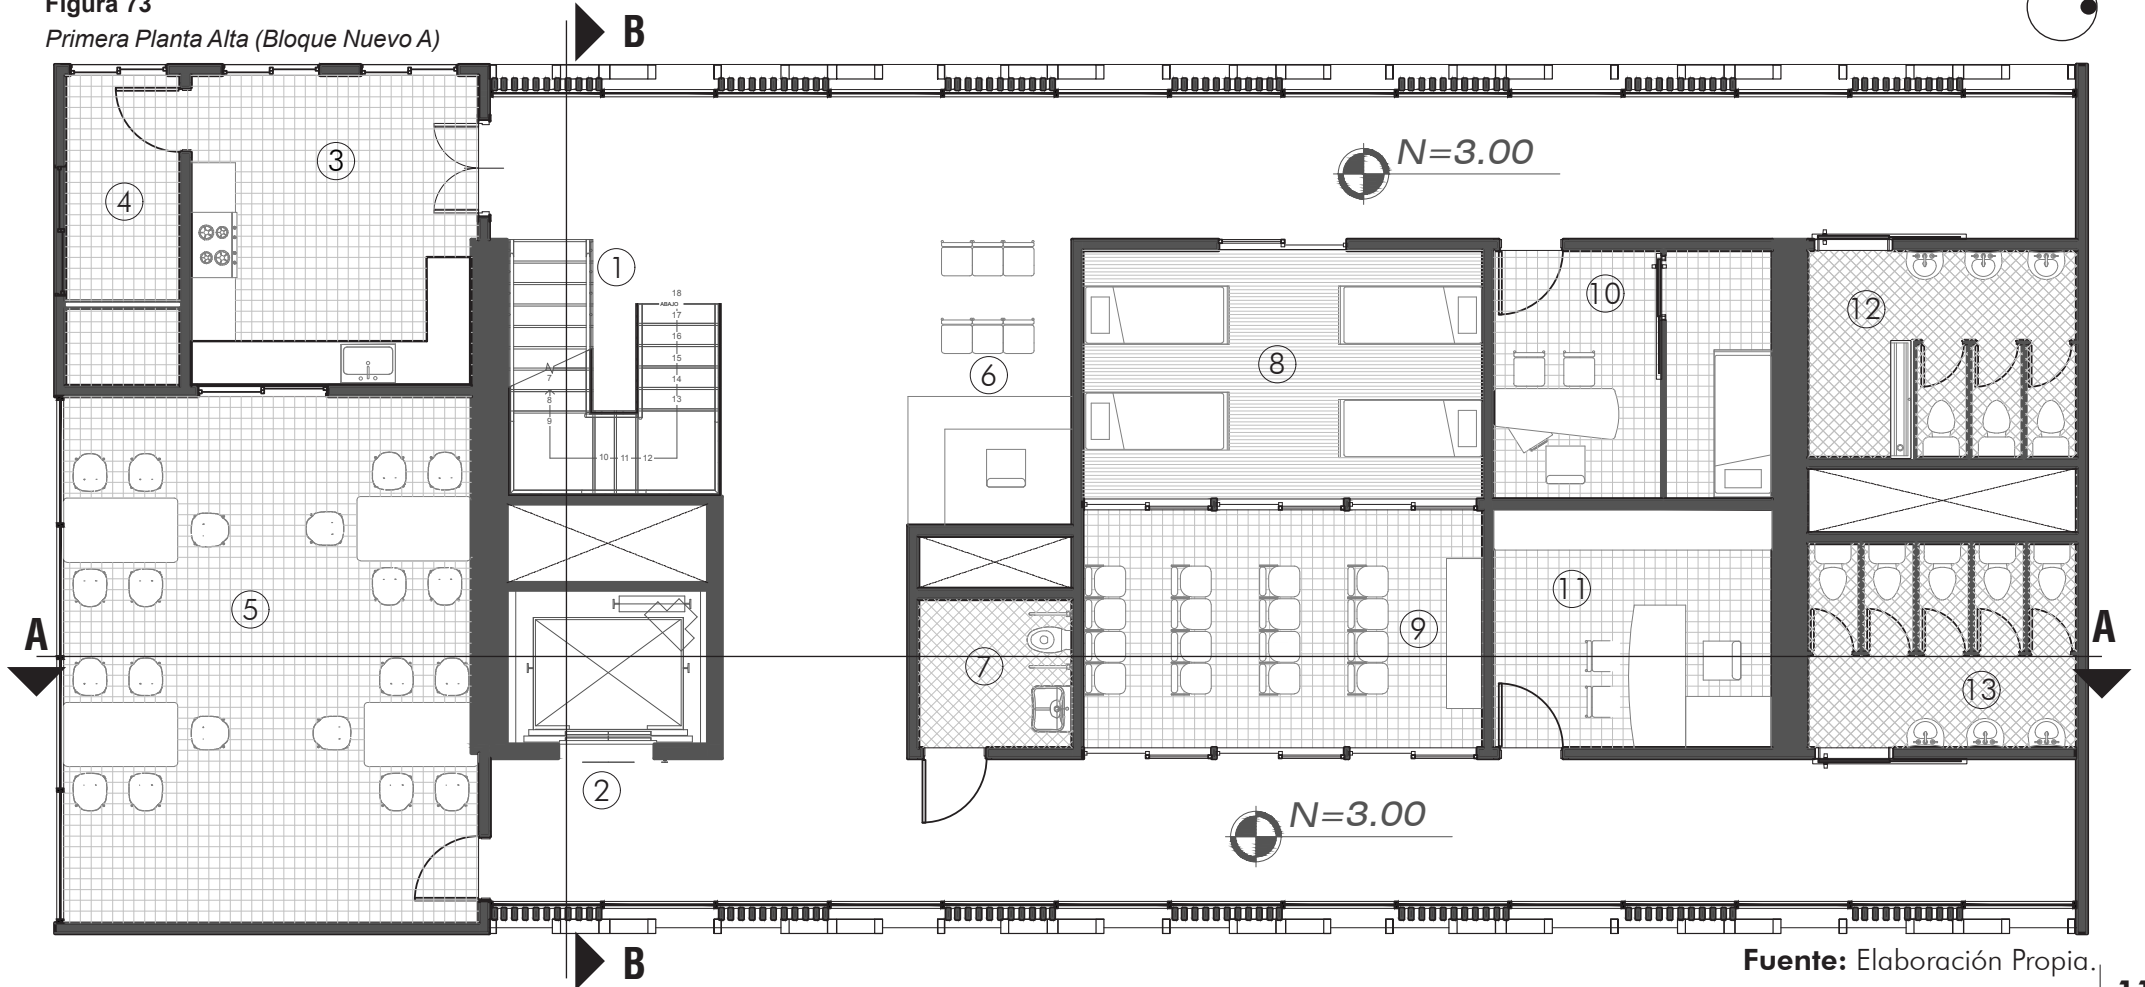 Figura 73
Primera Planta Alta (Bloque Nuevo A)
B
N=3.00
3
4
1
18
ABAJO
17
16
15
14
13
N
7
8
9
10 11 12
6
8
10
12
5
11
9
7
13
A
A
2
N=3.00
B
Fuente: Elaboración Propia.